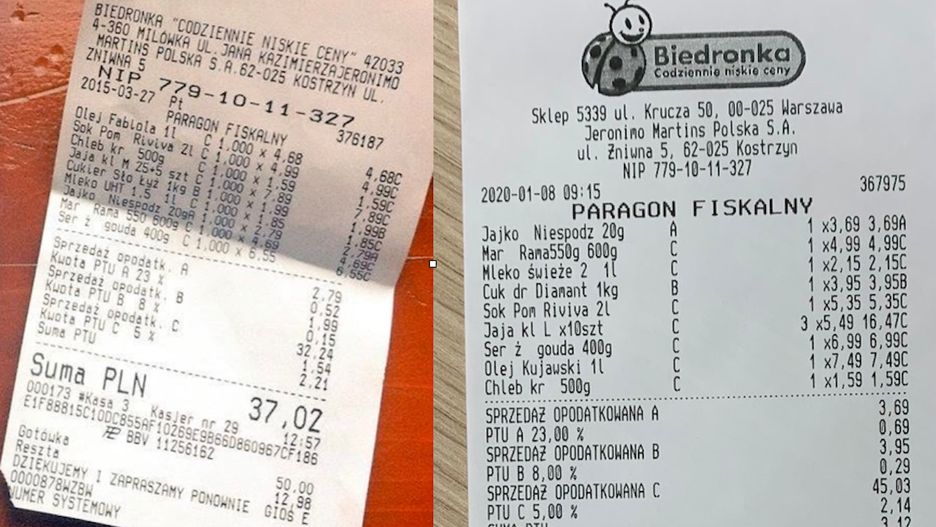 BIEDRONKA "CODZIENNIE NISKIE CENY" 42033
4-360 MILÓWKA UL.JANA KAZIMIERZAJERONIMO
MARTINS POLSKA S.A.62-025 KOSTRZYN UL.
ŻNIWNA 5
NIP 779-10-11-327
2015-03-27 Pt 376187
PARAGON FISKALNY
Olej Fabiola 1l C 1.000 x 4.68 4,68C
Sok Pom Riviva 2l C 1.000 x 4.99 4,99C
Chleb kr 500g C 1.000 x 1.59 1,59C
Jaja kl M 25+5 szt C 1.000 x 7.89 7,89C
Cukier Sło Łyż 1kg B 1.000 x 1.99 1,99B
Mleko UHT 1.5 1l C 1.000 x 1.85 1,85C
Jajko Niespodz 20gA 1.000 x 2.79 2,79A
Mar Rama 550 600g C 1.000 x 4.69 4,69C
Ser ż gouda 400g C 1.000 x 6.55 6,55C
Sprzedaż opodatk. A 2,79
Kwota PTU A 23 % 0,52
Sprzedaż opodatk. B 1,99
Kwota PTU B 8 % 0,15
Sprzedaż opodatk. C 32,24
Kwota PTU C 5 % 1,54
Suma PTU 2,21
Suma PLN 37,02
000173 #Kasa 3 Kasjer nr 29 12:57
BBV 11256162
Gotówka 50,00
Reszta 12,98
DZIĘKUJEMY I ZAPRASZAMY PONOWNIE
NUMER SYSTEMOWY
Biedronka
Codziennie niskie ceny
Sklep 5339 ul. Krucza 50, 00-025 Warszawa
Jeronimo Martins Polska S.A.
ul. Żniwna 5, 62-025 Kostrzyn
NIP 779-10-11-327
2020-01-08 09:15 367975
PARAGON FISKALNY
Jajko Niespodz 20g A 1 x3,69 3,69A
Mar Rama550g 600g C 1 x4,99 4,99C
Mleko świeże 2 1l C 1 x2,15 2,15C
Cuk dr Diamant 1kg B 1 x3,95 3,95B
Sok Pom Riviva 2l C 1 x5,35 5,35C
Jaja kl L x10szt C 3 x5,49 16,47C
Ser ż gouda 400g C 1 x6,99 6,99C
Olej Kujawski 1l C 1 x7,49 7,49C
Chleb kr 500g C 1 x1,59 1,59C
SPRZEDAŻ OPODATKOWANA A 3,69
PTU A 23,00 % 0,69
SPRZEDAŻ OPODATKOWANA B 3,95
PTU B 8,00 % 0,29
SPRZEDAŻ OPODATKOWANA C 45,03
PTU C 5,00 % 2,14
SUMA PTU 3,12